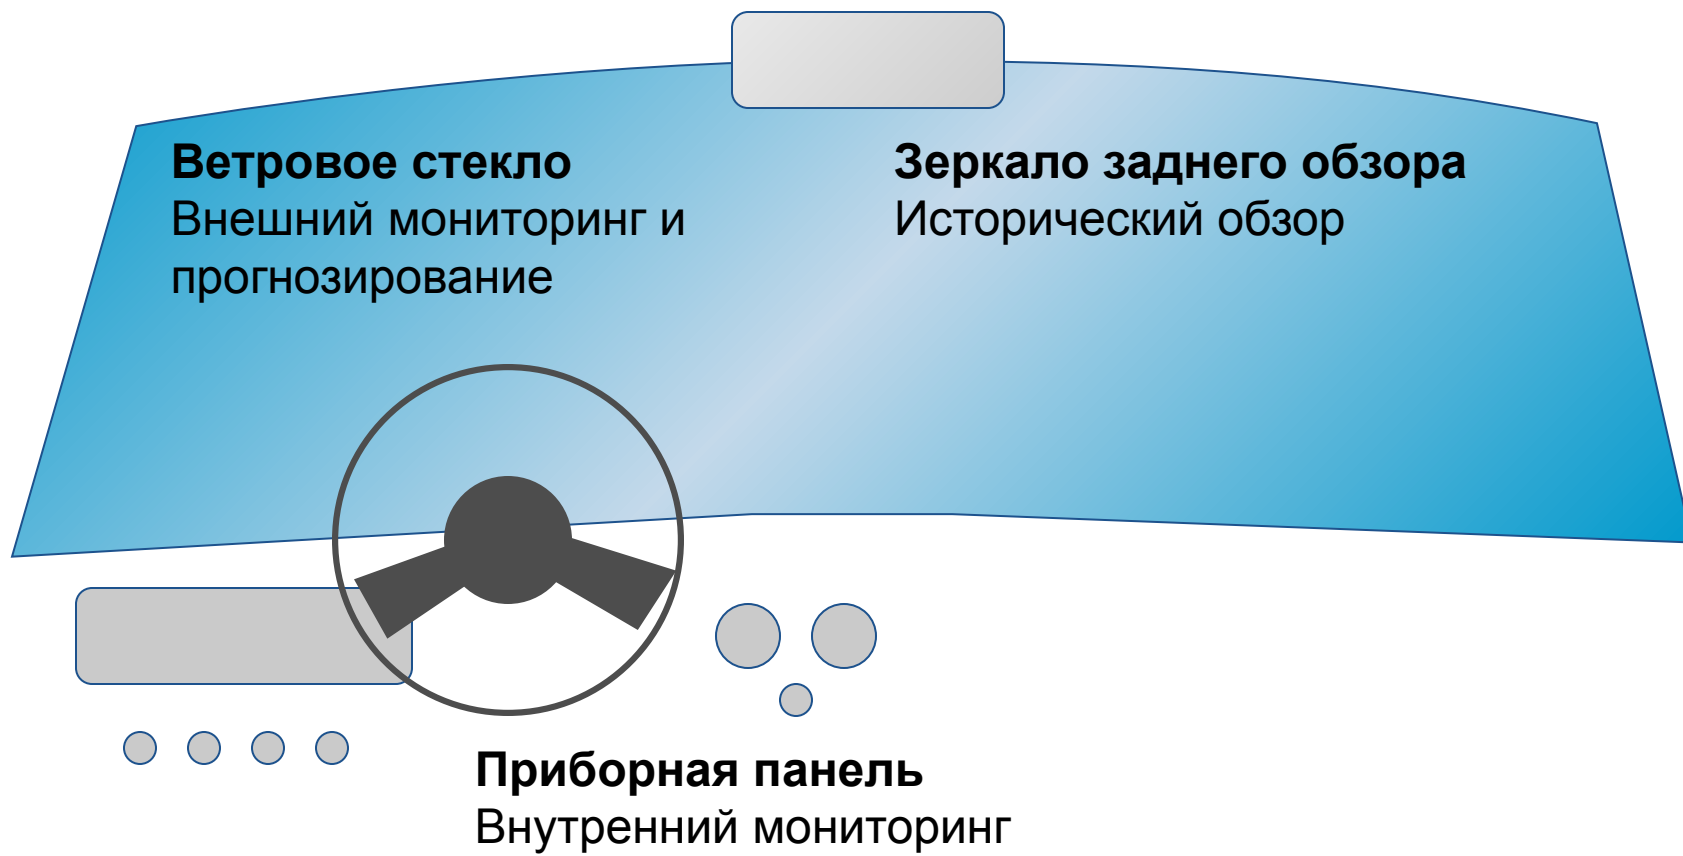 Ветровое стекло
Внешний мониторинг и
прогнозирование
Зеркало заднего обзора
Исторический обзор
Приборная панель
Внутренний мониторинг